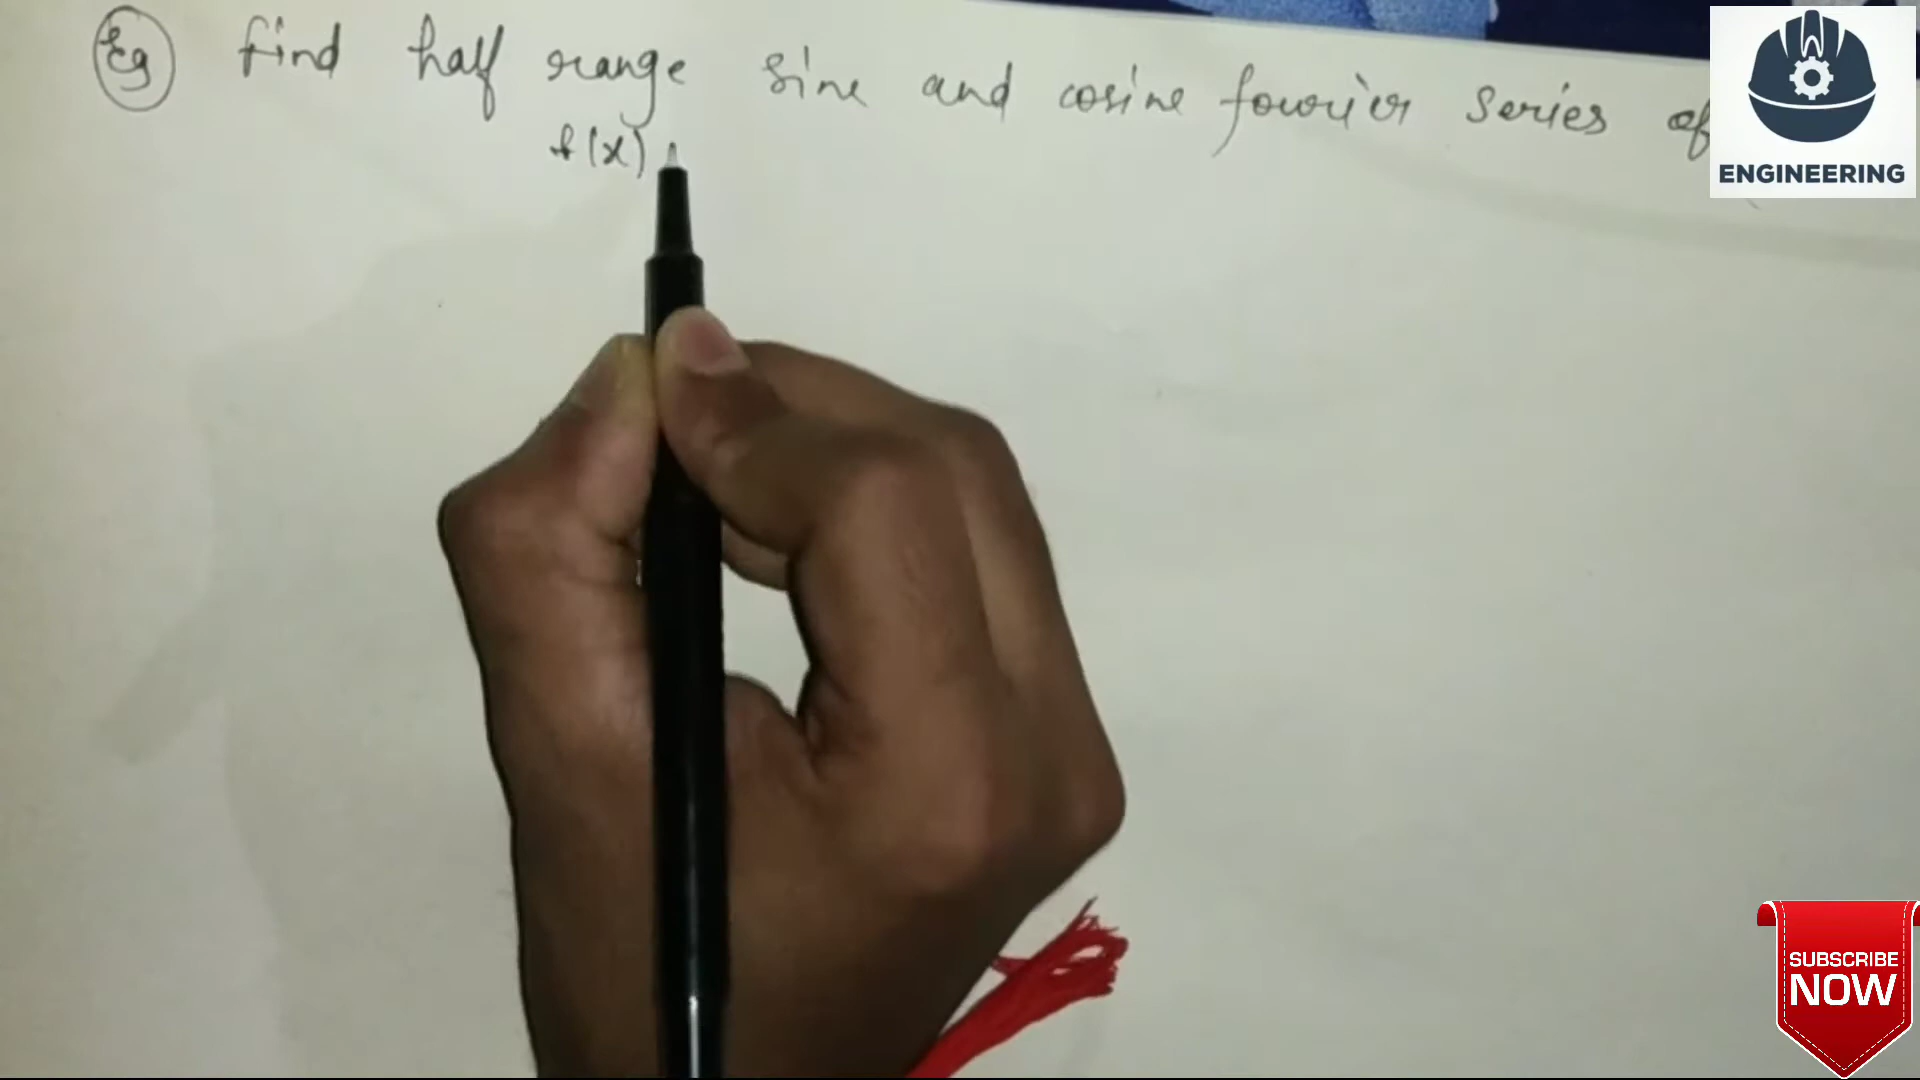 Eg find half range sine and cosine fourier series of
f(x)
ENGINEERING
SUBSCRIBE
NOW